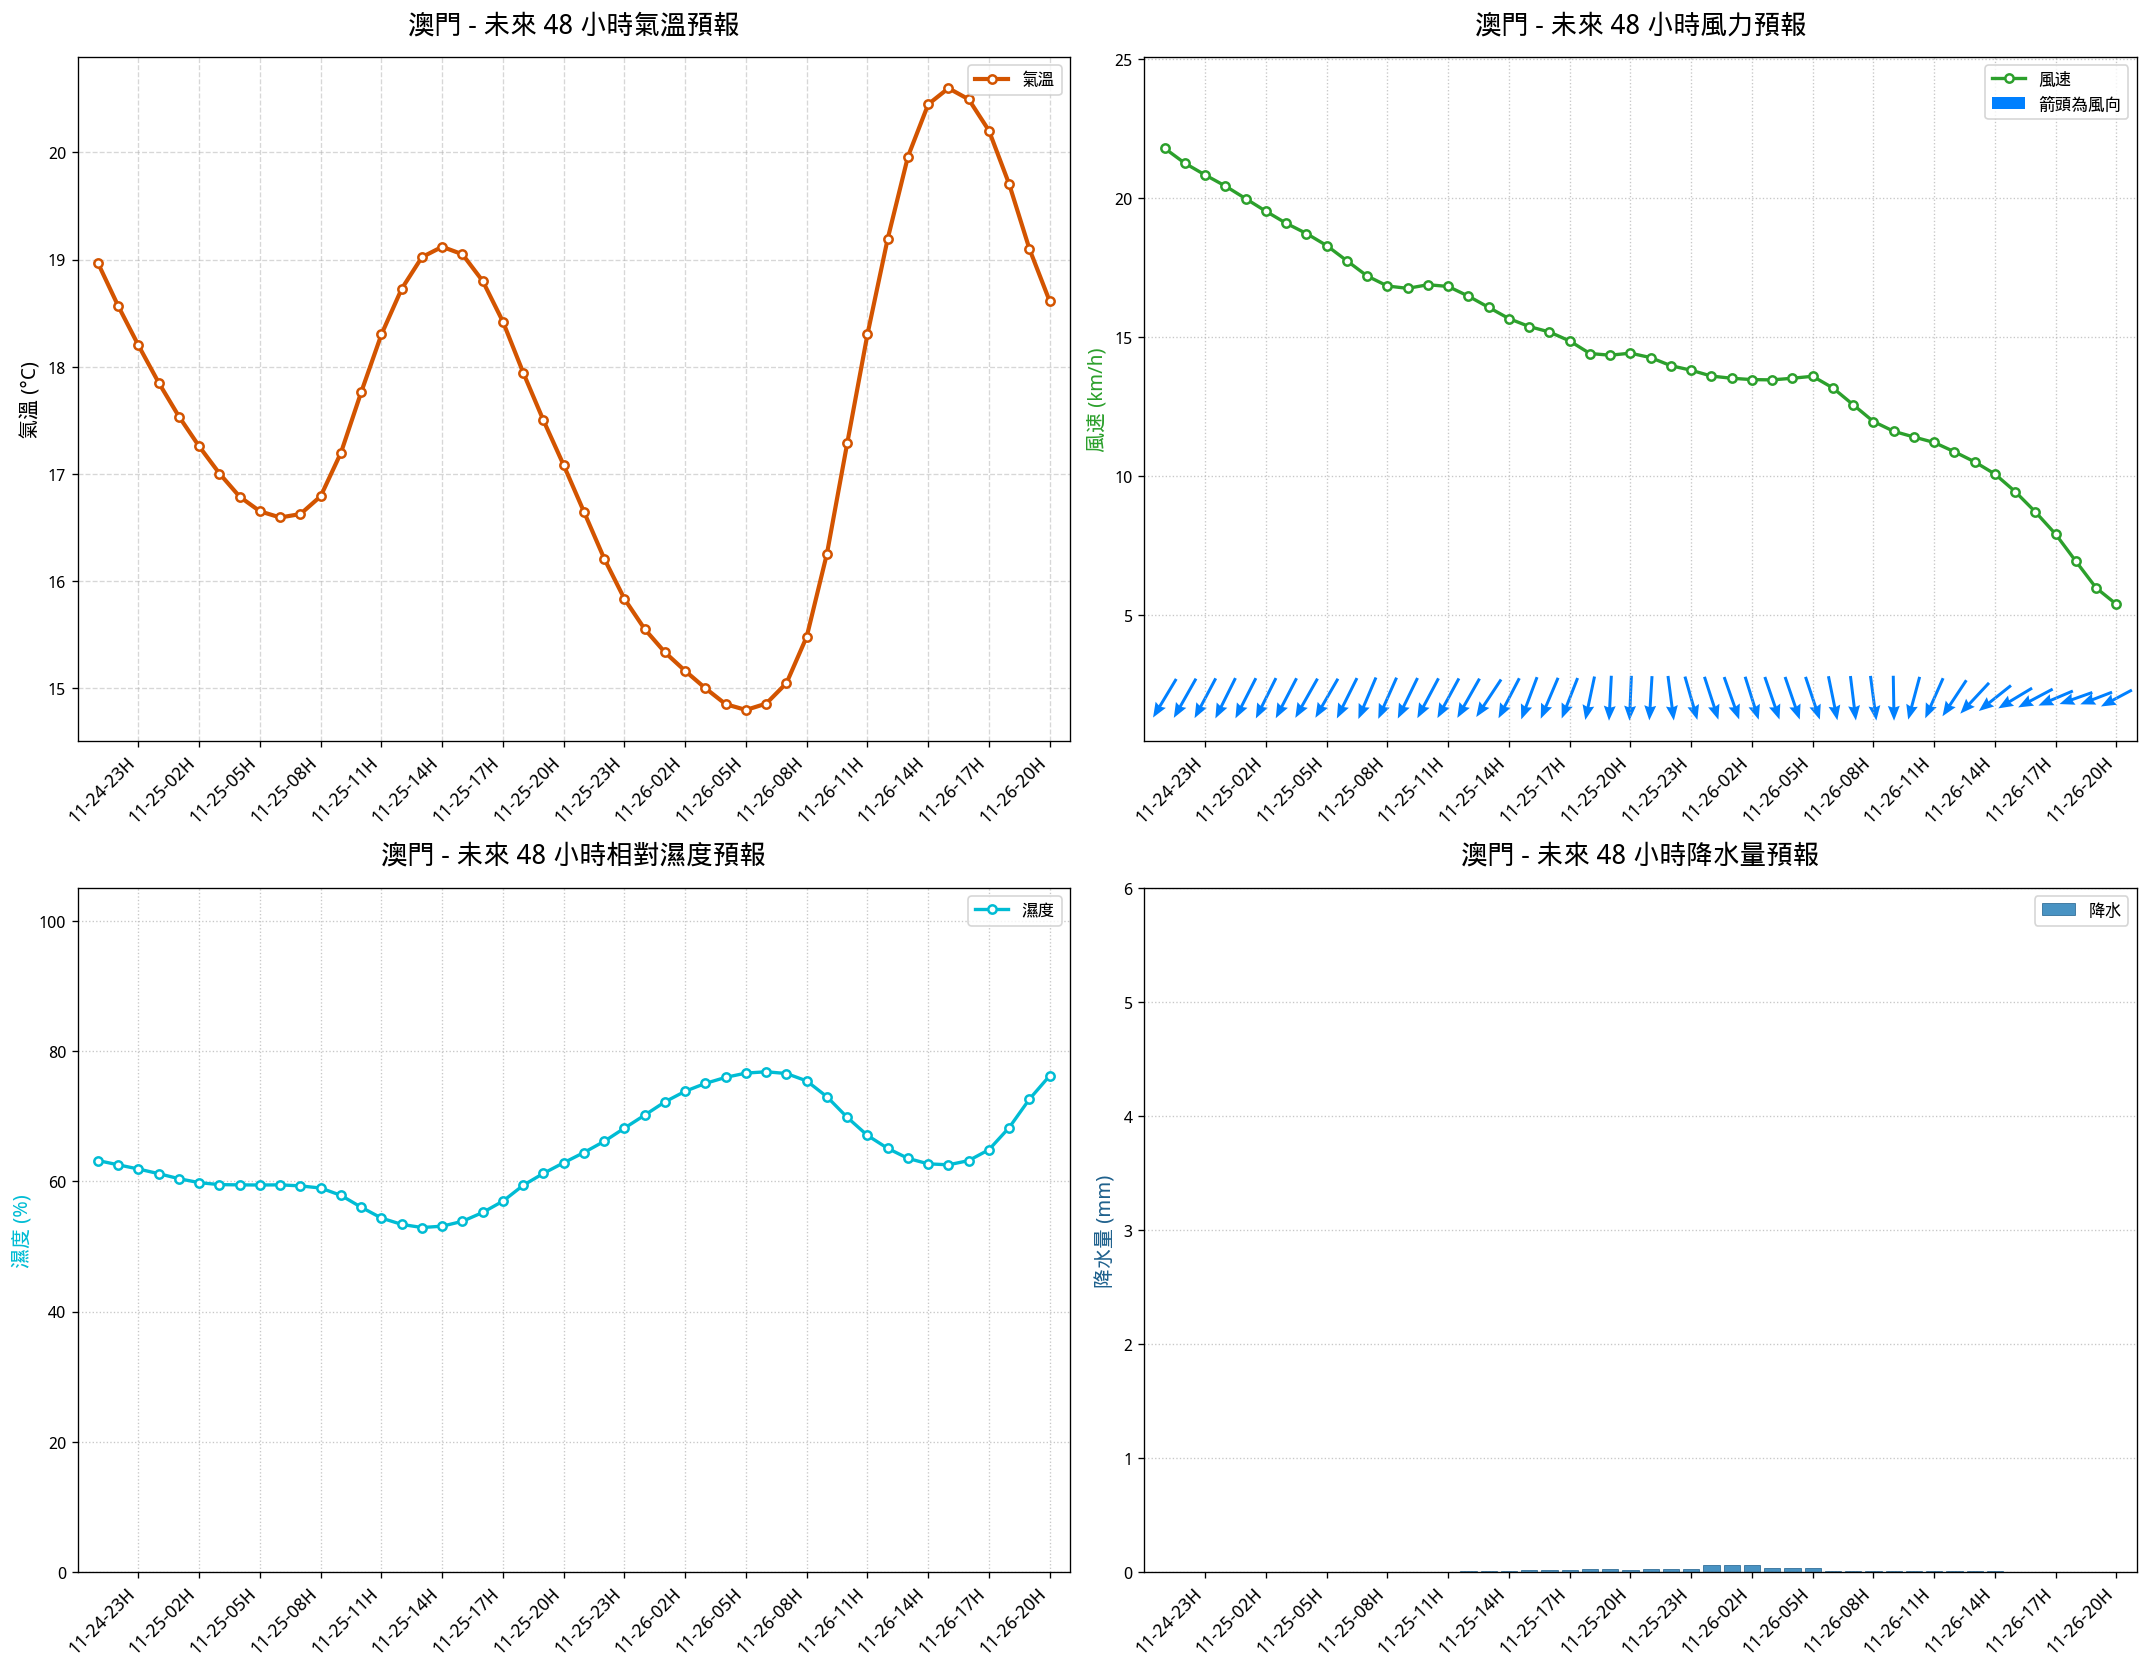 澳門 - 未來 48 小時氣溫預報
氣溫
氣溫 (°C)
20
19
18
17
16
15
11-24-23H
11-25-02H
11-25-05H
11-25-08H
11-25-11H
11-25-14H
11-25-17H
11-25-20H
11-25-23H
11-26-02H
11-26-05H
11-26-08H
11-26-11H
11-26-14H
11-26-17H
11-26-20H
澳門 - 未來 48 小時風力預報
風速
箭頭為風向
風速 (km/h)
25
20
15
10
5
11-24-23H
11-25-02H
11-25-05H
11-25-08H
11-25-11H
11-25-14H
11-25-17H
11-25-20H
11-25-23H
11-26-02H
11-26-05H
11-26-08H
11-26-11H
11-26-14H
11-26-17H
11-26-20H
澳門 - 未來 48 小時相對濕度預報
濕度
濕度 (%)
100
80
60
40
20
0
11-24-23H
11-25-02H
11-25-05H
11-25-08H
11-25-11H
11-25-14H
11-25-17H
11-25-20H
11-25-23H
11-26-02H
11-26-05H
11-26-08H
11-26-11H
11-26-14H
11-26-17H
11-26-20H
澳門 - 未來 48 小時降水量預報
降水
降水量 (mm)
6
5
4
3
2
1
0
11-24-23H
11-25-02H
11-25-05H
11-25-08H
11-25-11H
11-25-14H
11-25-17H
11-25-20H
11-25-23H
11-26-02H
11-26-05H
11-26-08H
11-26-11H
11-26-14H
11-26-17H
11-26-20H